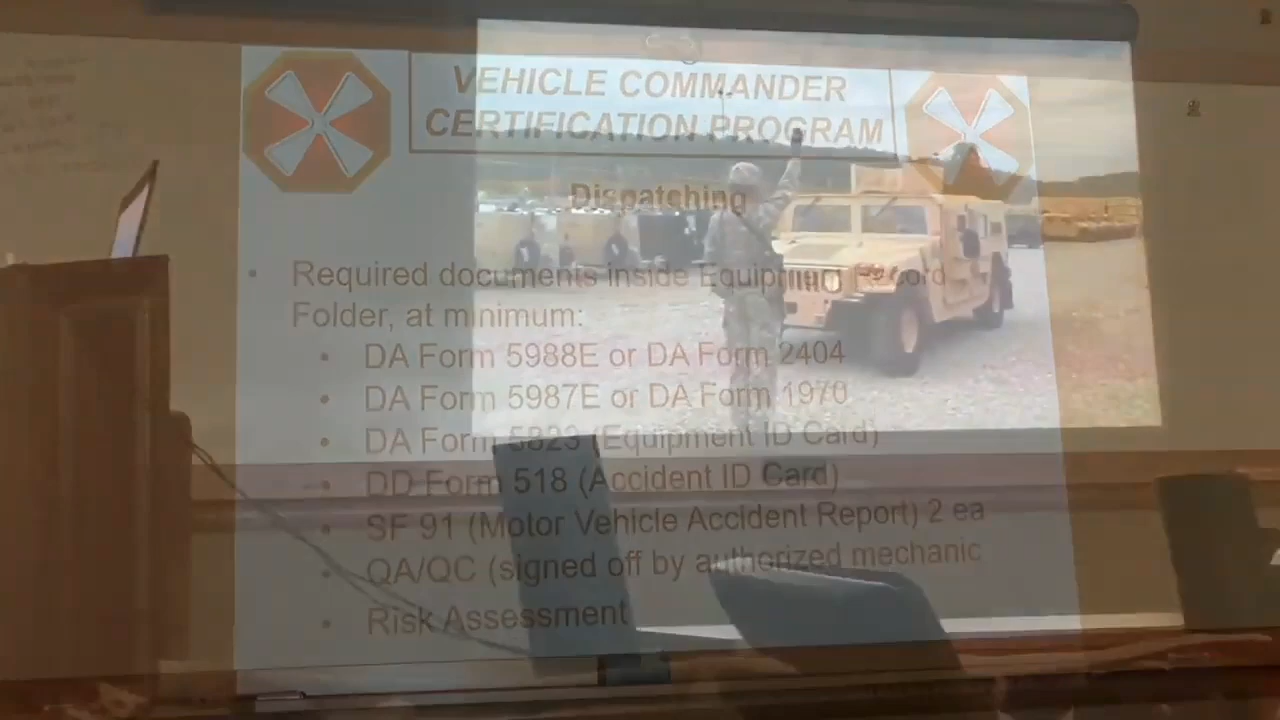 VEHICLE COMMANDER
CERTIFICATION PROGRAM
Dispatching
• Required documents inside Equipment Record
Folder, at minimum:
• DA Form 5988E or DA Form 2404
• DA Form 5987E or DA Form 1970
• DA Form 5823 (Equipment ID Card)
• DD Form 518 (Accident ID Card)
• SF 91 (Motor Vehicle Accident Report) 2 ea
• QA/QC (signed off by authorized mechanic
• Risk Assessment